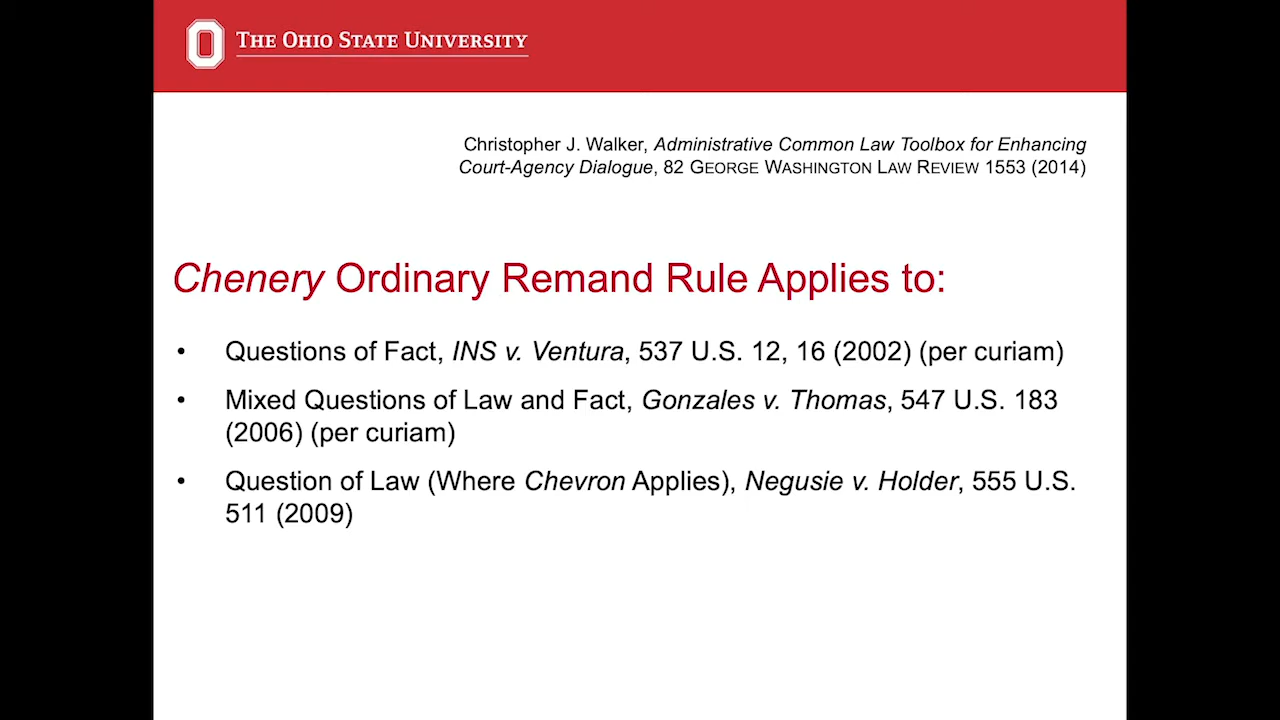 THE OHIO STATE UNIVERSITY
Christopher J. Walker, Administrative Common Law Toolbox for Enhancing
Court-Agency Dialogue, 82 GEORGE WASHINGTON LAW REVIEW 1553 (2014)
Chenery Ordinary Remand Rule Applies to:
• Questions of Fact, INS v. Ventura, 537 U.S. 12, 16 (2002) (per curiam)
• Mixed Questions of Law and Fact, Gonzales v. Thomas, 547 U.S. 183
(2006) (per curiam)
• Question of Law (Where Chevron Applies), Negusie v. Holder, 555 U.S.
511 (2009)